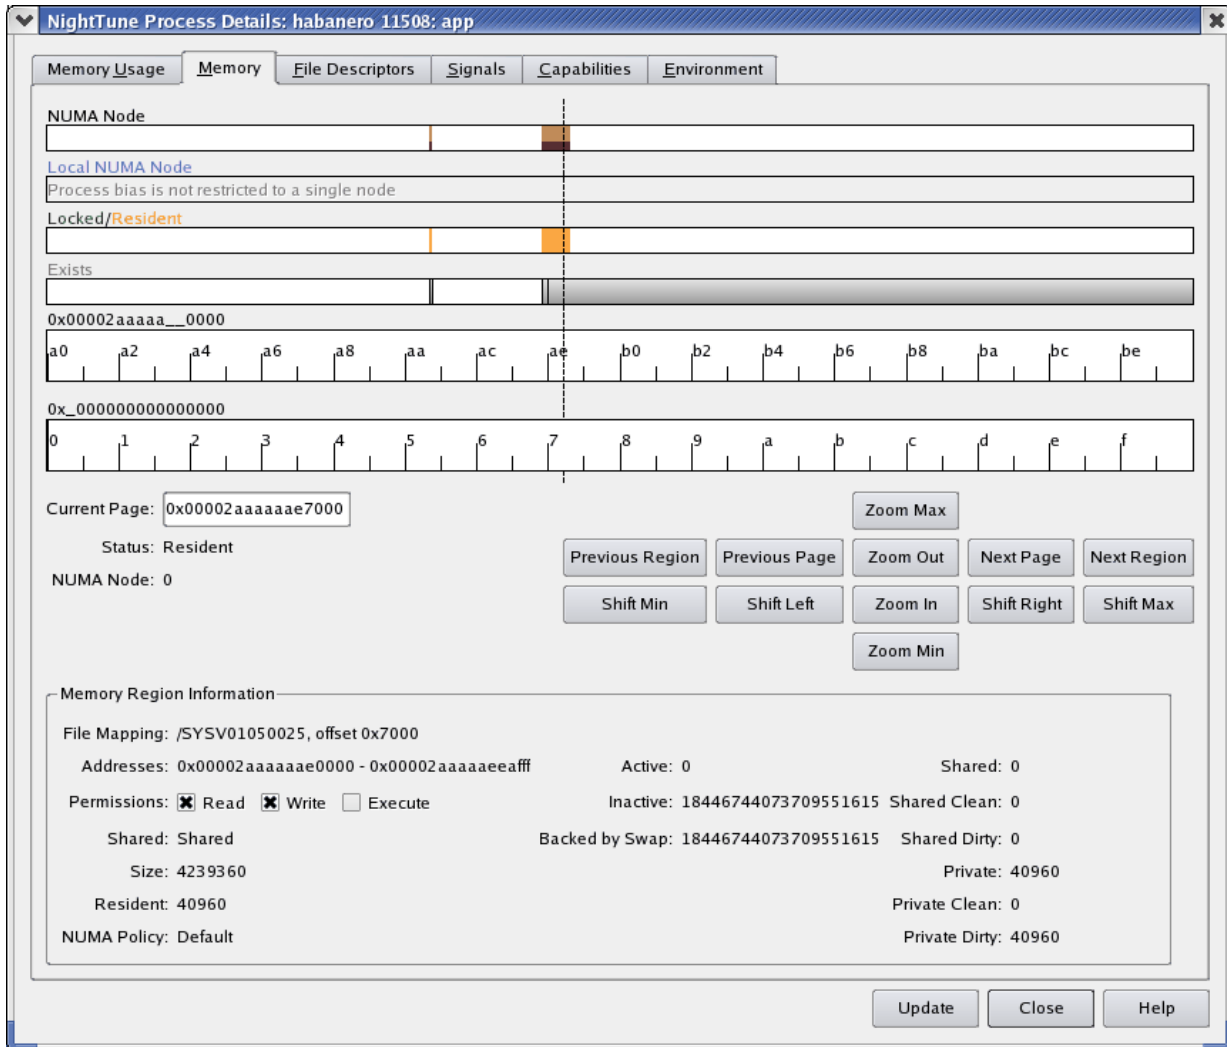 NightTune Process Details: habanero 11508: app
Memory Usage Memory File Descriptors Signals Capabilities Environment
NUMA Node
Local NUMA Node
Process bias is not restricted to a single node
Locked/Resident
Exists
0x00002aaaaa__0000
a0 a2 a4 a6 a8 aa ac ae b0 b2 b4 b6 b8 ba bc be
0x_000000000000000
0 1 2 3 4 5 6 7 8 9 a b c d e f
Current Page: 0x00002aaaaaae7000 Zoom Max
Status: Resident Previous Region Previous Page Zoom Out Next Page Next Region
NUMA Node: 0
Shift Min Shift Left Zoom In Shift Right Shift Max
Zoom Min
Memory Region Information
File Mapping: /SYSV01050025, offset 0x7000
Addresses: 0x00002aaaaaae0000 - 0x00002aaaaaeeafff Active: 0 Shared: 0
Permissions: Read Write Execute Inactive: 18446744073709551615 Shared Clean: 0
Shared: Shared Backed by Swap: 18446744073709551615 Shared Dirty: 0
Size: 4239360 Private: 40960
Resident: 40960 Private Clean: 0
NUMA Policy: Default Private Dirty: 40960
Update Close Help